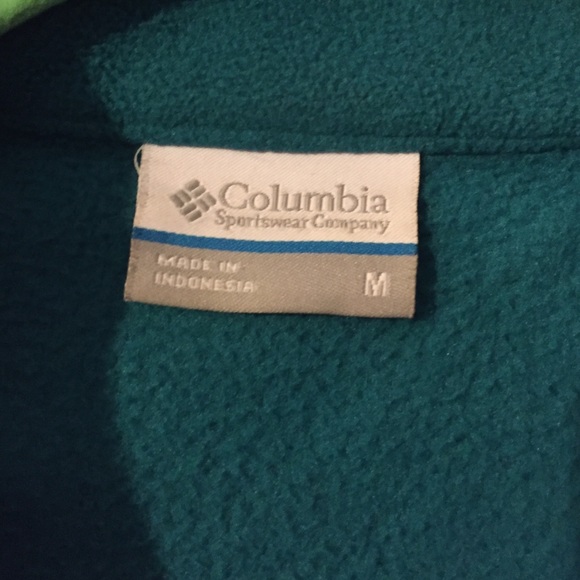 Columbia
Sportswear Company
MADE IN
INDONESIA
M